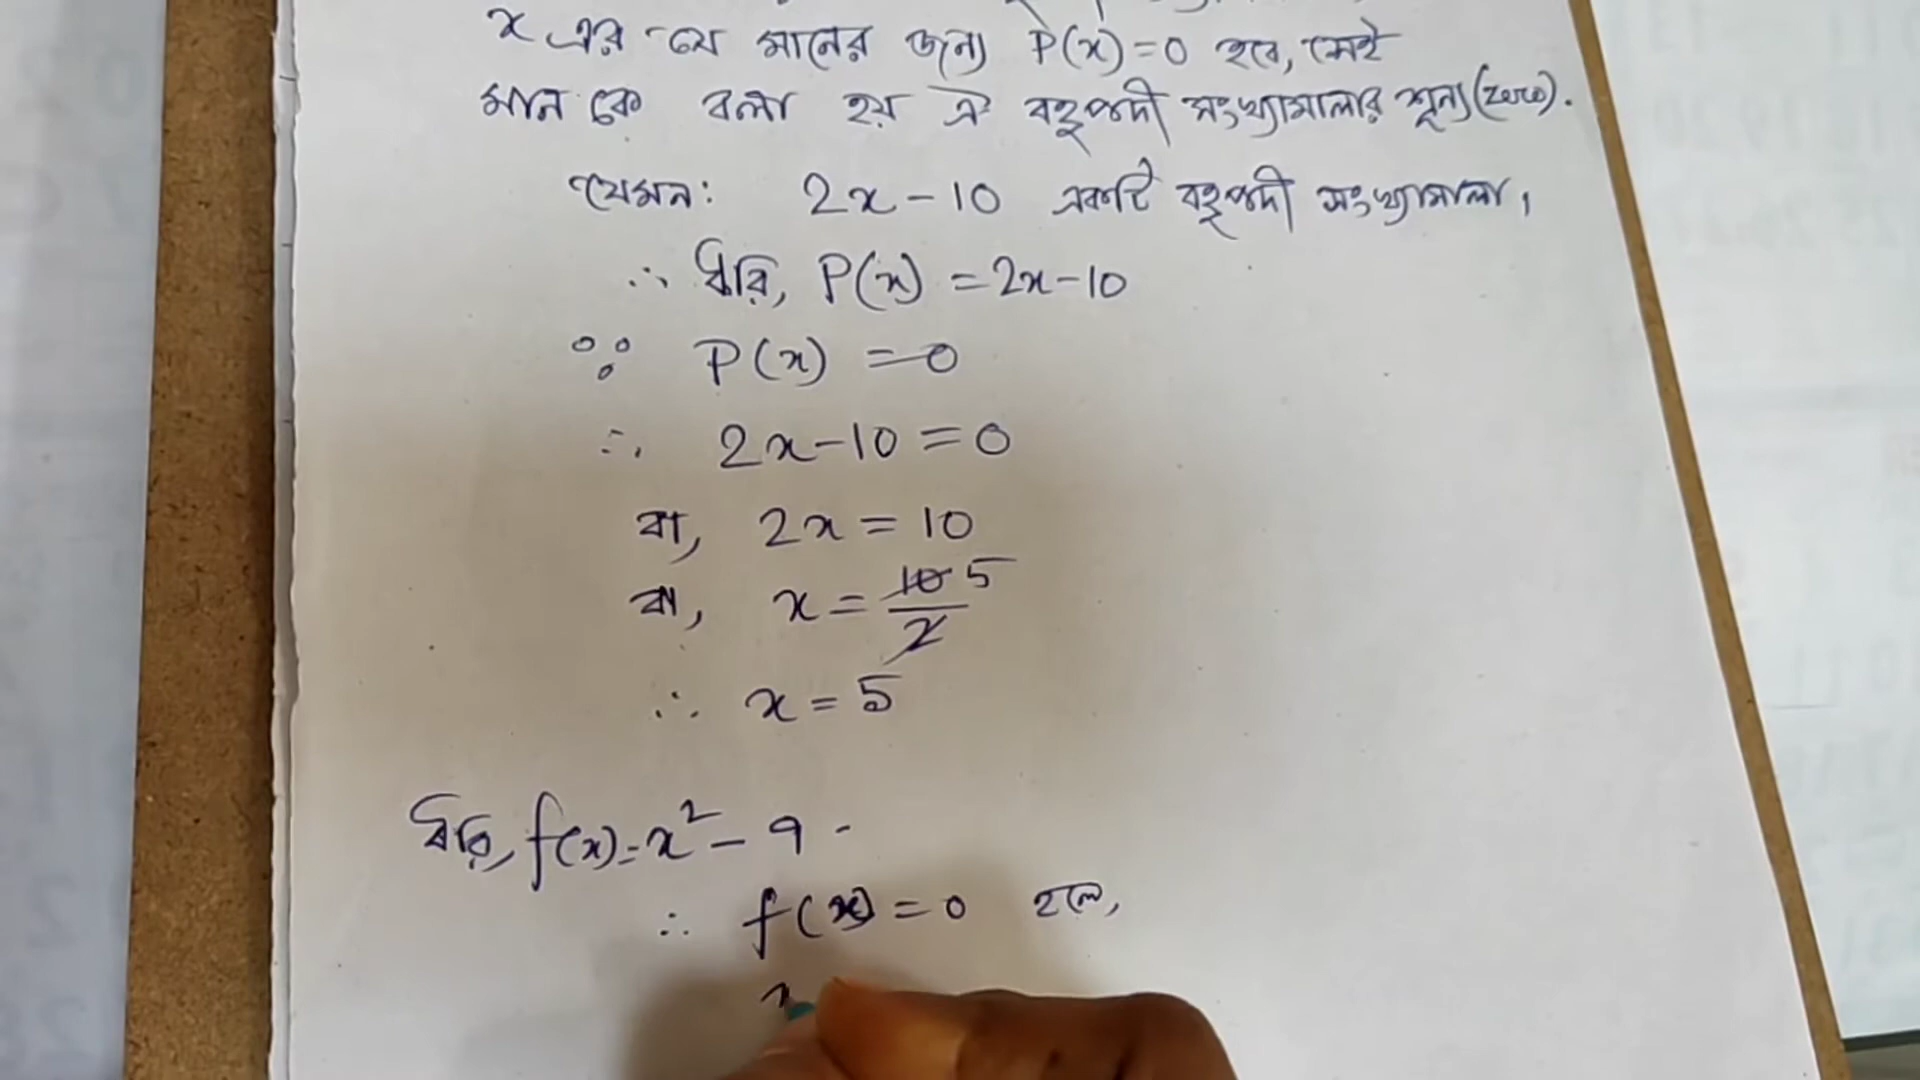 x এর যে মানের জন্য P(x)=0 হবে, সেই
মান কে বলা হয় ঐ বহুপদী সংখ্যামালার শূন্য (zero).
যেমন: 2x-10 একটি বহুপদী সংখ্যামালা,
∴ ধরি, P(x) = 2x-10
∵ P(x) = 0
∴ 2x-10 = 0
বা, 2x = 10
বা, x = 10/2 5
∴ x = 5
ধরি, f(x) = x² - 9 -
∴ f(x) = 0 হলে,
x